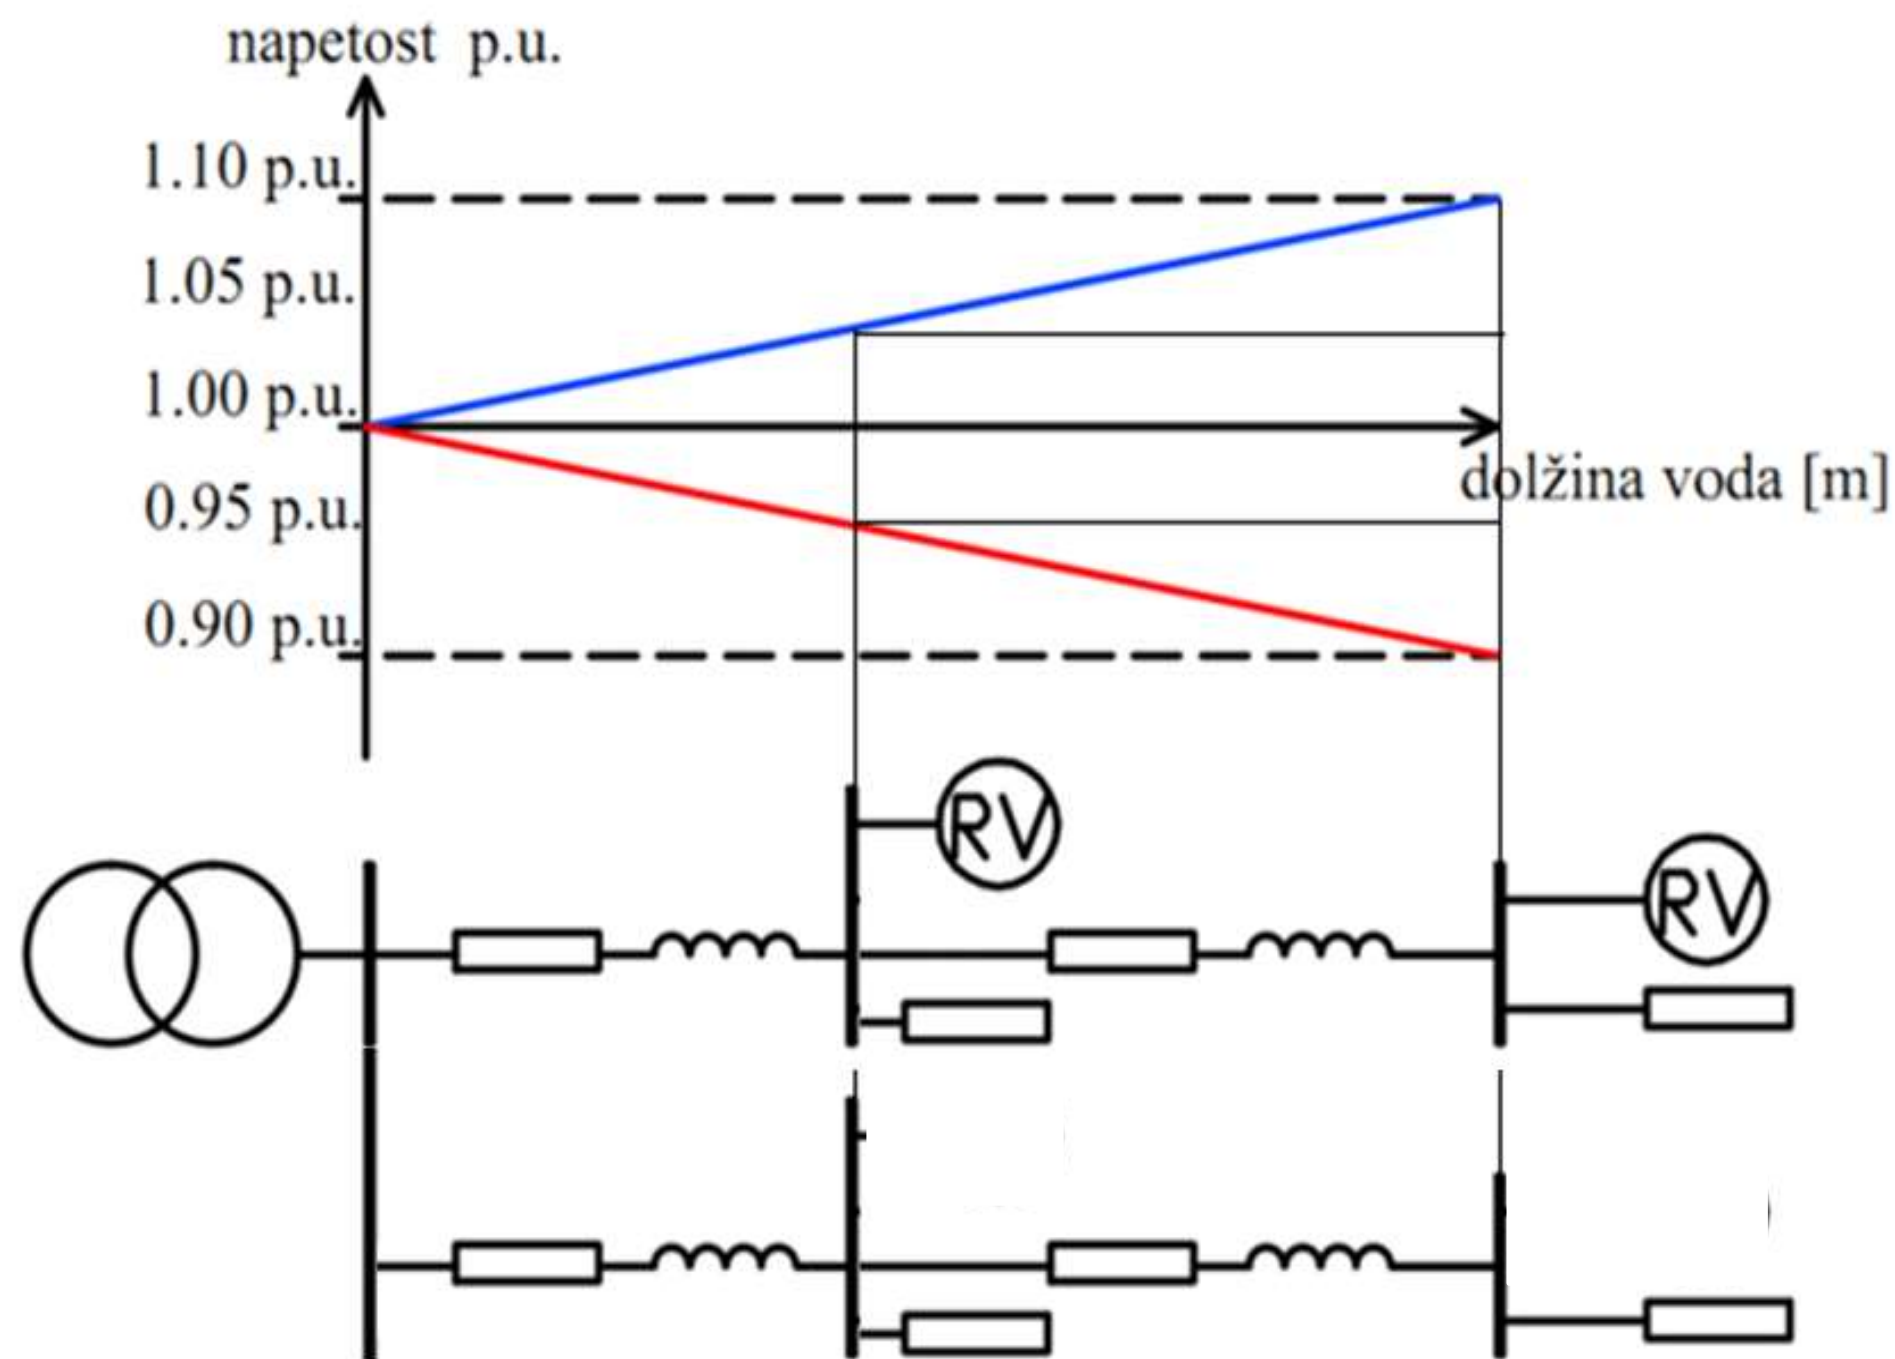 napetost p.u.
1.10 p.u.
1.05 p.u.
1.00 p.u.
dolžina voda [m]
0.95 p.u.
0.90 p.u.
RV
RV